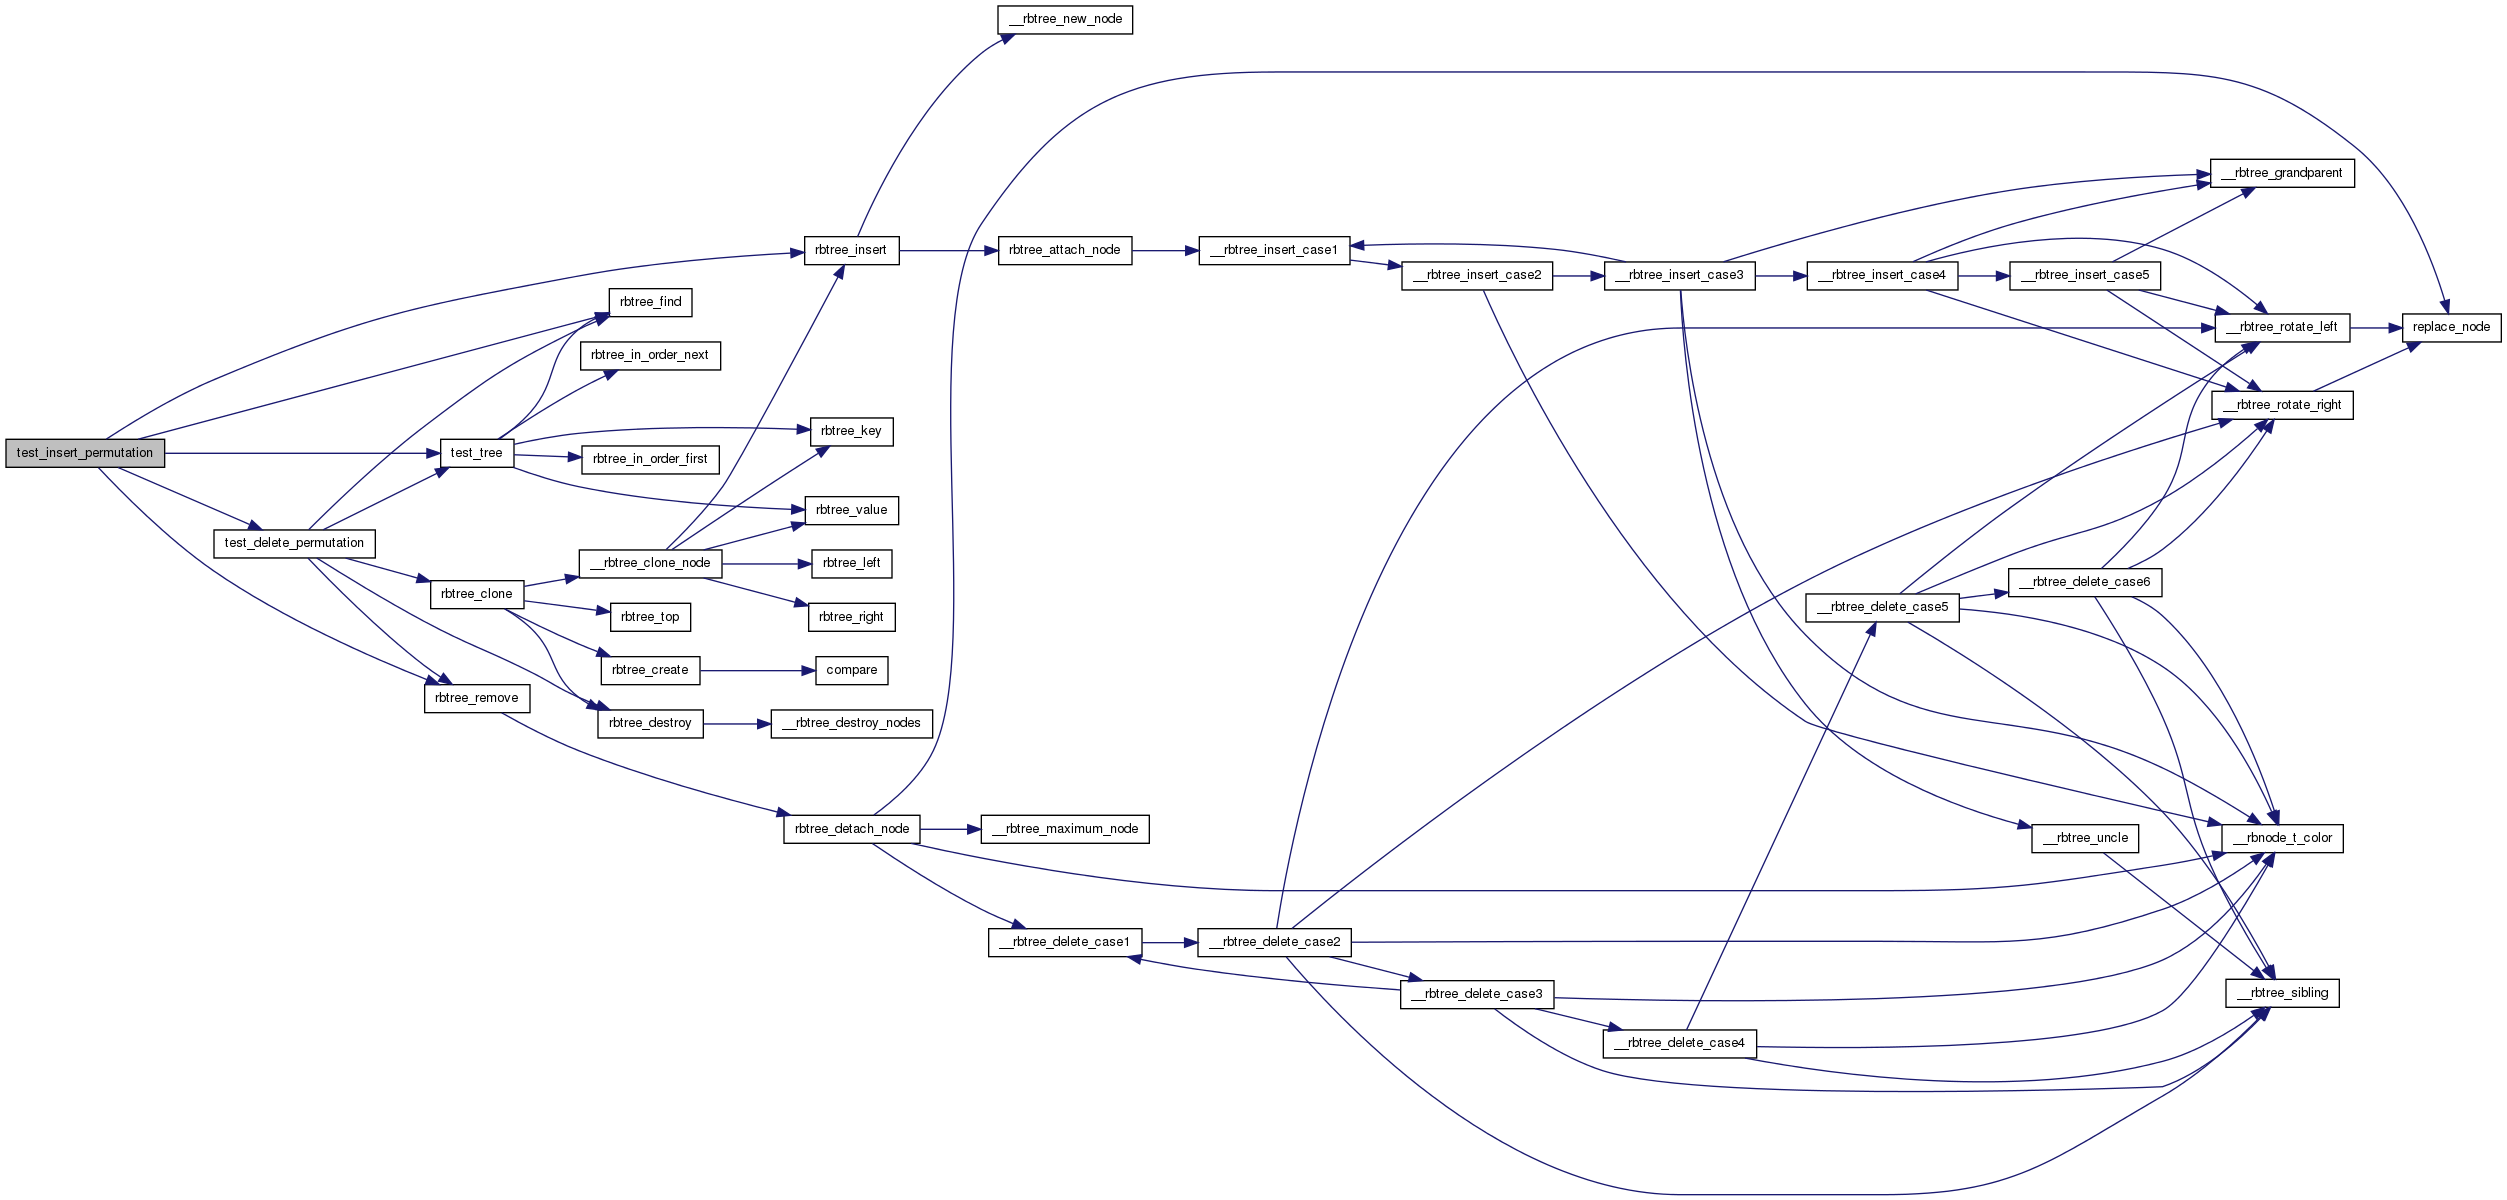 __rbtree_new_node
__rbtree_grandparent
rbtree_insert
rbtree_attach_node
__rbtree_insert_case1
__rbtree_insert_case2
__rbtree_insert_case3
__rbtree_insert_case4
__rbtree_insert_case5
rbtree_find
__rbtree_rotate_left
replace_node
rbtree_in_order_next
__rbtree_rotate_right
rbtree_key
test_insert_permutation
test_tree
rbtree_in_order_first
rbtree_value
test_delete_permutation
__rbtree_clone_node
rbtree_left
__rbtree_delete_case6
rbtree_clone
__rbtree_delete_case5
rbtree_top
rbtree_right
rbtree_create
compare
rbtree_remove
rbtree_destroy
__rbtree_destroy_nodes
rbtree_detach_node
__rbtree_maximum_node
__rbtree_uncle
__rbnode_t_color
__rbtree_delete_case1
__rbtree_delete_case2
__rbtree_delete_case3
__rbtree_sibling
__rbtree_delete_case4